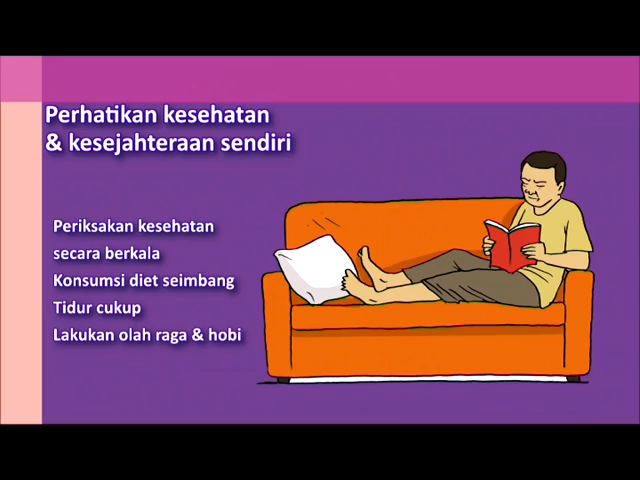 Perhatikan kesehatan
& kesejahteraan sendiri
Periksakan kesehatan
secara berkala
Konsumsi diet seimbang
Tidur cukup
Lakukan olah raga & hobi